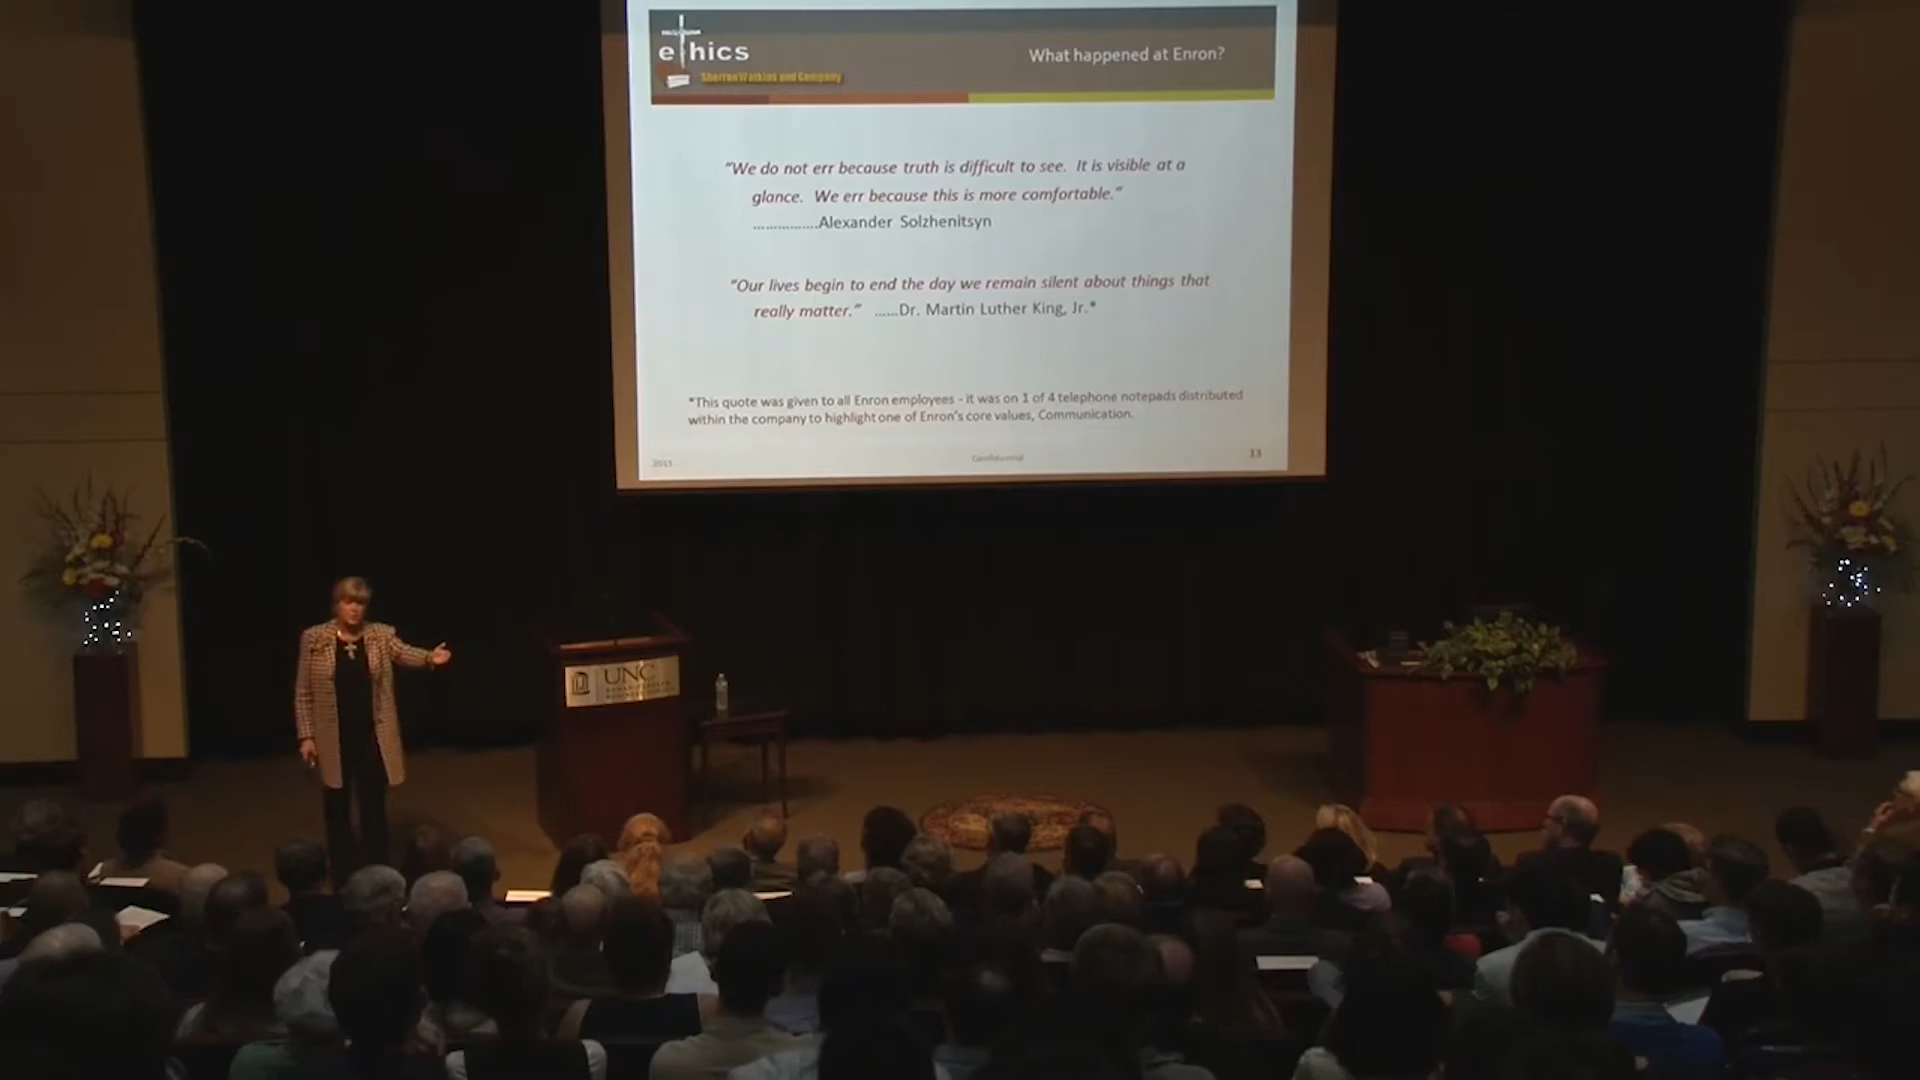 ethics
Sherron Watkins and Company
What happened at Enron?
"We do not err because truth is difficult to see. It is visible at a
glance. We err because this is more comfortable."
................Alexander Solzhenitsyn
"Our lives begin to end the day we remain silent about things that
really matter." ......Dr. Martin Luther King, Jr.*
*This quote was given to all Enron employees - it was on 1 of 4 telephone notepads distributed
within the company to highlight one of Enron's core values, Communication.
Confidential
UNC